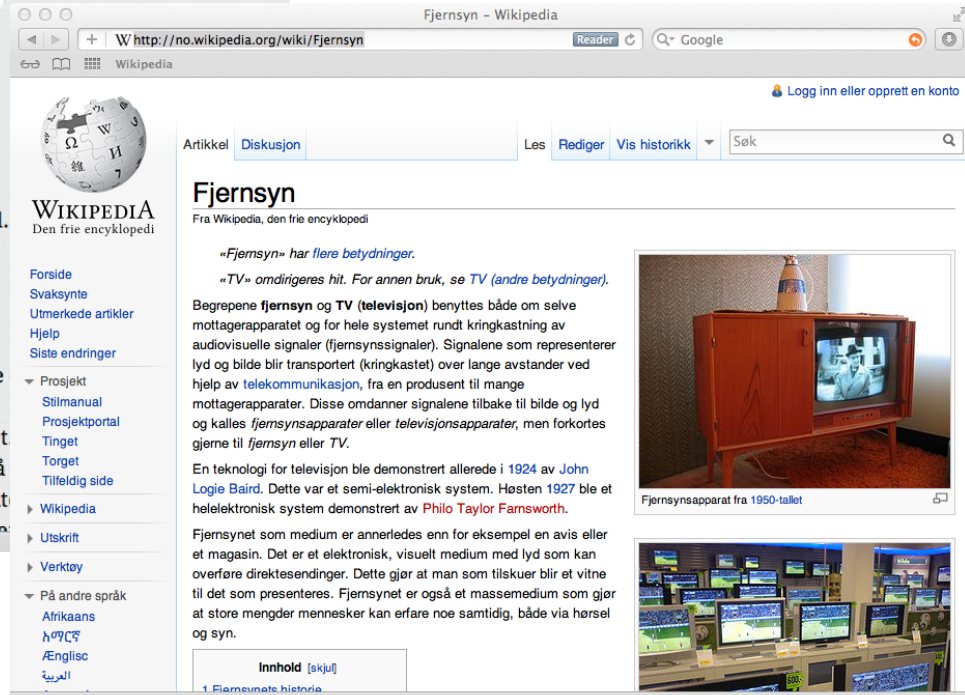 Fjernsyn – Wikipedia
http://no.wikipedia.org/wiki/Fjernsyn
Reader
Google
Wikipedia
Logg inn eller opprett en konto
Artikkel Diskusjon Les Rediger Vis historikk Søk
WIKIPEDIA
Den frie encyklopedi
Forside
Svaksynte
Utmerkede artikler
Hjelp
Siste endringer
Prosjekt
Stilmanual
Prosjektportal
Tinget
Torget
Tilfeldig side
Wikipedia
Utskrift
Verktøy
På andre språk
Afrikaans
አማርኛ
Ænglisc
العربية
Fjernsyn
Fra Wikipedia, den frie encyklopedi
«Fjernsyn» har flere betydninger.
«TV» omdirigeres hit. For annen bruk, se TV (andre betydninger).
Begrepene fjernsyn og TV (televisjon) benyttes både om selve
mottagerapparatet og for hele systemet rundt kringkastning av
audiovisuelle signaler (fjernsynssignaler). Signalene som representerer
lyd og bilde blir transportert (kringkastet) over lange avstander ved
hjelp av telekommunikasjon, fra en produsent til mange
mottagerapparater. Disse omdanner signalene tilbake til bilde og lyd
og kalles fjernsynsapparater eller televisjonsapparater, men forkortes
gjerne til fjernsyn eller TV.
En teknologi for televisjon ble demonstrert allerede i 1924 av John
Logie Baird. Dette var et semi-elektronisk system. Høsten 1927 ble et
helelektronisk system demonstrert av Philo Taylor Farnsworth.
Fjernsynet som medium er annerledes enn for eksempel en avis eller
et magasin. Det er et elektronisk, visuelt medium med lyd som kan
overføre direktesendinger. Dette gjør at man som tilskuer blir et vitne
til det som presenteres. Fjernsynet er også et massemedium som gjør
at store mengder mennesker kan erfare noe samtidig, både via hørsel
og syn.
Innhold [skjul]
1 Fjernsynets historie
Fjernsynsapparat fra 1950-tallet
600,-